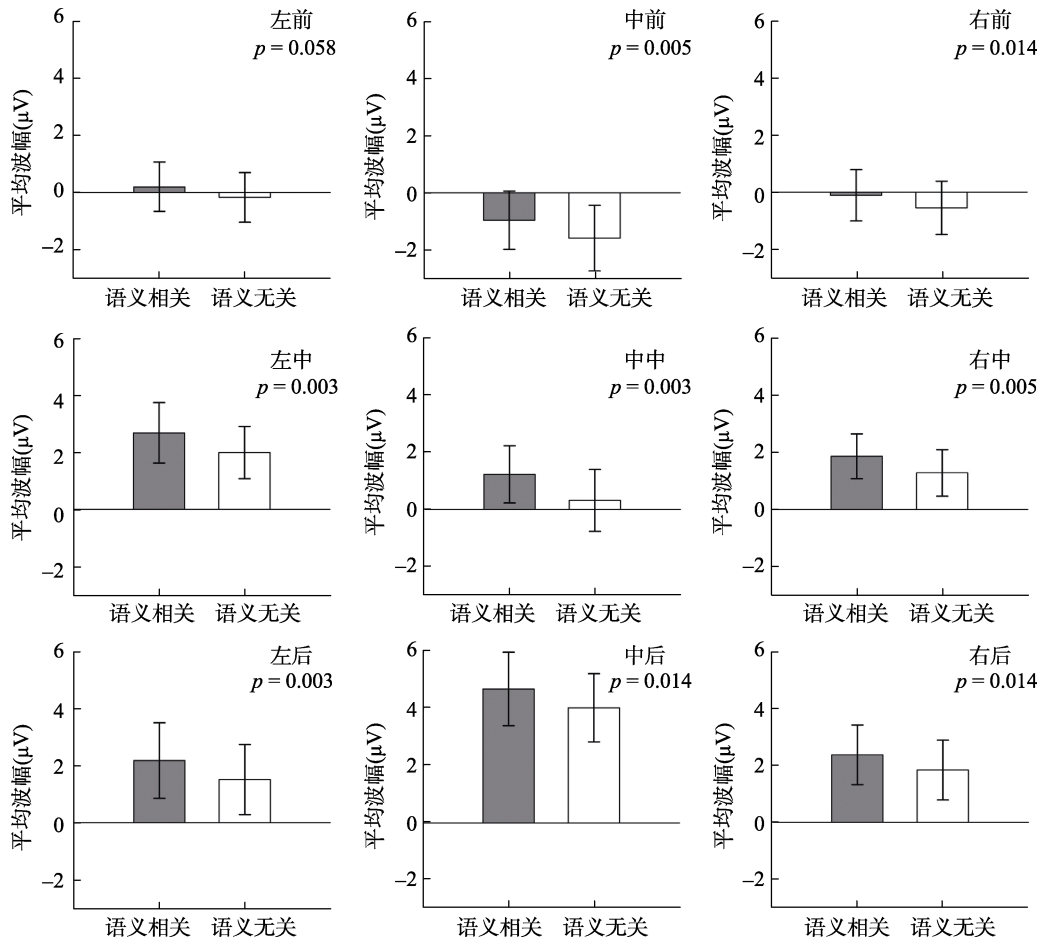 左前
p = 0.058
6
4
2
0
–2
平均波幅(μV)
语义相关 语义无关
中前
p = 0.005
6
4
2
0
–2
平均波幅(μV)
语义相关 语义无关
右前
p = 0.014
6
4
2
0
–2
平均波幅(μV)
语义相关 语义无关
左中
p = 0.003
6
4
2
0
–2
平均波幅(μV)
语义相关 语义无关
中中
p = 0.003
6
4
2
0
–2
平均波幅(μV)
语义相关 语义无关
右中
p = 0.005
6
4
2
0
–2
平均波幅(μV)
语义相关 语义无关
左后
p = 0.003
6
4
2
0
–2
平均波幅(μV)
语义相关 语义无关
中后
p = 0.014
6
4
2
0
–2
平均波幅(μV)
语义相关 语义无关
右后
p = 0.014
6
4
2
0
–2
平均波幅(μV)
语义相关 语义无关